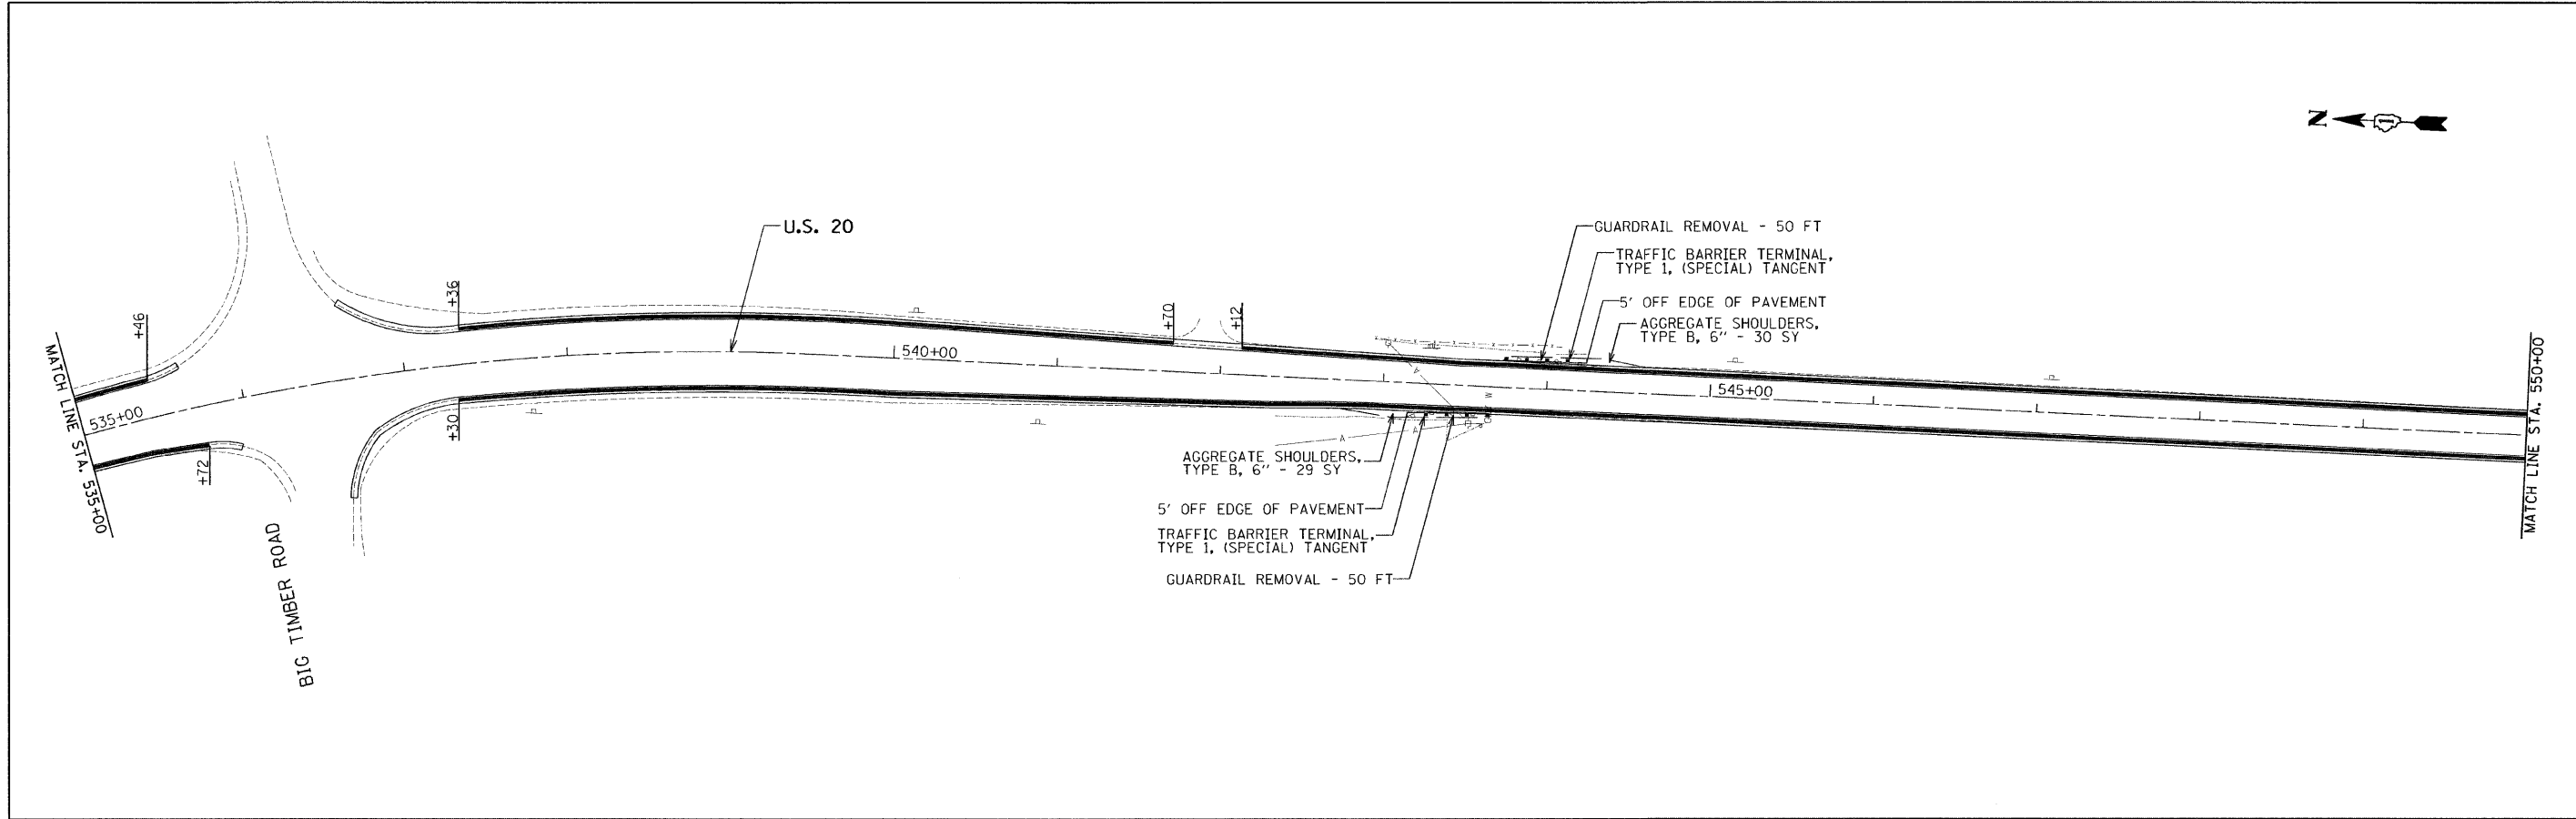 N
1
U.S. 20
GUARDRAIL REMOVAL - 50 FT
TRAFFIC BARRIER TERMINAL,
TYPE 1, (SPECIAL) TANGENT
5' OFF EDGE OF PAVEMENT
AGGREGATE SHOULDERS,
TYPE B, 6" - 30 SY
+46
+36
+70
+12
MATCH LINE STA. 535+00
535+00
540+00
545+00
MATCH LINE STA. 550+00
+72
+30
A
W
A
A
AGGREGATE SHOULDERS,
TYPE B, 6" - 29 SY
5' OFF EDGE OF PAVEMENT
TRAFFIC BARRIER TERMINAL,
TYPE 1, (SPECIAL) TANGENT
GUARDRAIL REMOVAL - 50 FT
BIG TIMBER ROAD